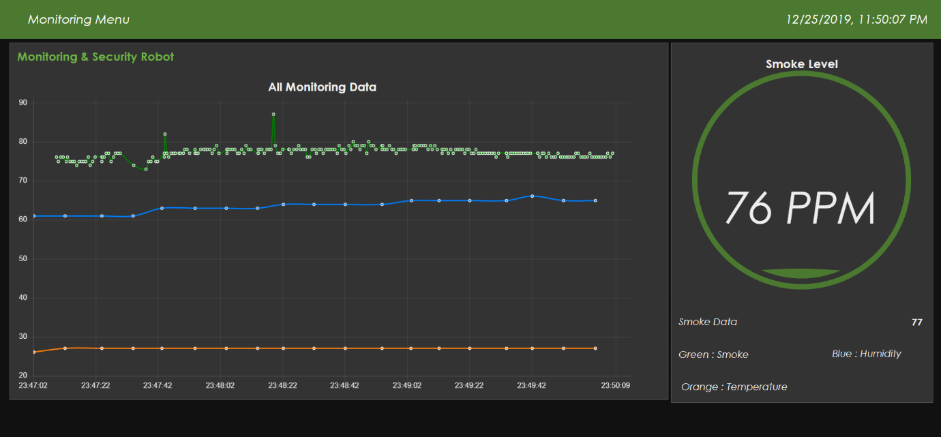 Monitoring Menu
12/25/2019, 11:50:07 PM
Monitoring & Security Robot
All Monitoring Data
90
80
70
60
50
40
30
20
23:47:02 23:47:22 23:47:42 23:48:02 23:48:22 23:48:42 23:49:02 23:49:22 23:49:42 23:50:09
Smoke Level
76 PPM
Smoke Data 77
Green : Smoke Blue : Humidity
Orange : Temperature